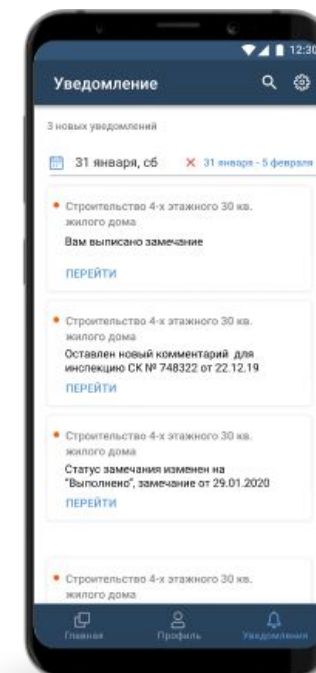 12:30
Уведомление
3 новых уведомлений
31 января, сб
31 января - 5 февраля
Строительство 4-х этажного 30 кв.
жилого дома
Вам выписано замечание
ПЕРЕЙТИ
Строительство 4-х этажного 30 кв.
жилого дома
Оставлен новый комментарий для
инспекцию СК № 748322 от 22.12.19
ПЕРЕЙТИ
Строительство 4-х этажного 30 кв.
жилого дома
Статус замечания изменен на
"Выполнено", замечание от 29.01.2020
ПЕРЕЙТИ
Строительство 4-х этажного 30 кв.
жилого дома
Главная
Профиль
Уведомления